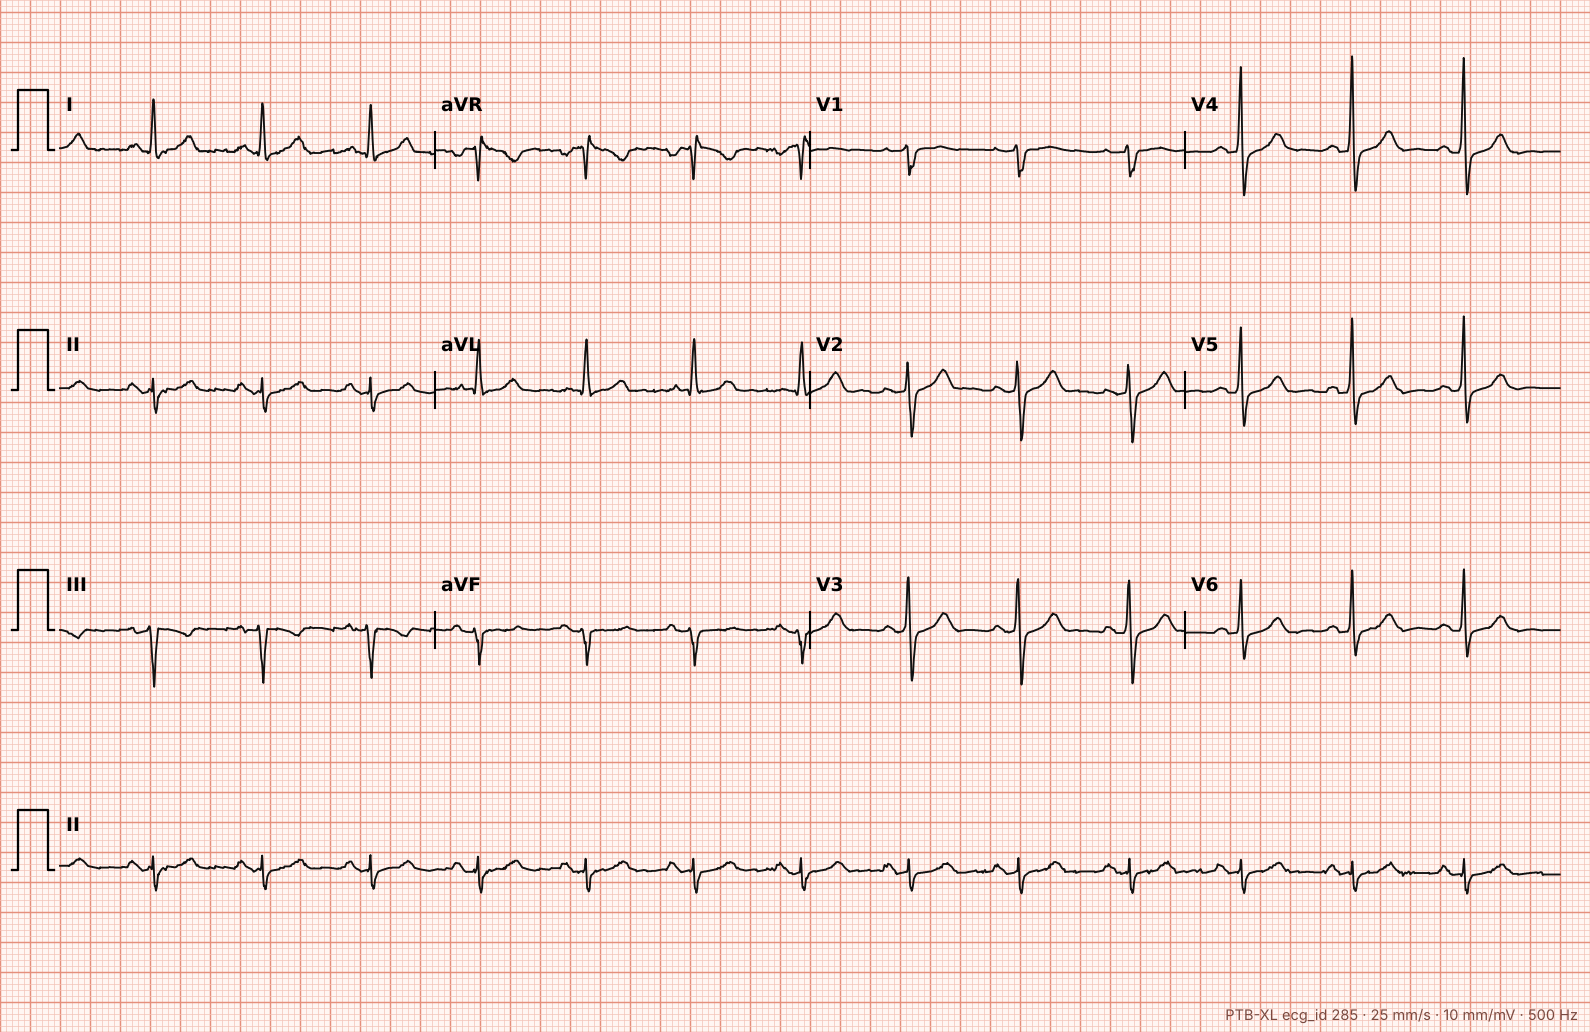 I aVR V1 V4
II aVL V2 V5
III aVF V3 V6
II
PTB-XL ecg_id 285 · 25 mm/s · 10 mm/mV · 500 Hz